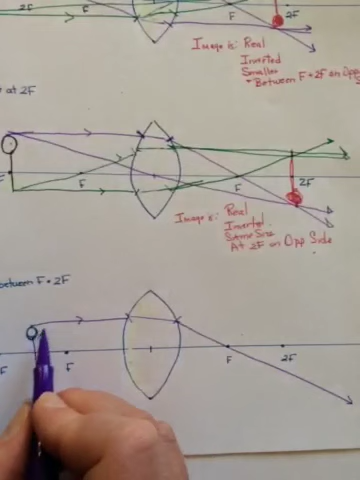 2F
F
F
2F
Image is: Real
Inverted
Smaller
Between F + 2F on Opp
at 2F
F
F
2F
Image is: Real
Inverted
Same Size
At 2F on Opp Side
between F + 2F
F
F
F
2F